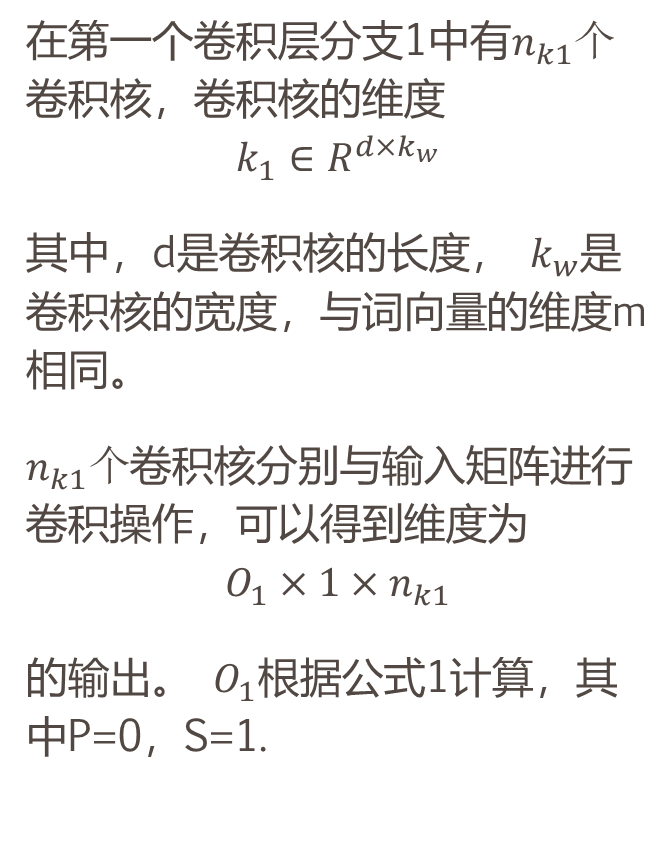 在第一个卷积层分支1中有n_{k1}个
卷积核，卷积核的维度
k_1 ∈ R^{d×k_w}
其中，d是卷积核的长度， k_w是
卷积核的宽度，与词向量的维度m
相同。
n_{k1}个卷积核分别与输入矩阵进行
卷积操作，可以得到维度为
O_1 × 1 × n_{k1}
的输出。 O_1根据公式1计算，其
中P=0，S=1.